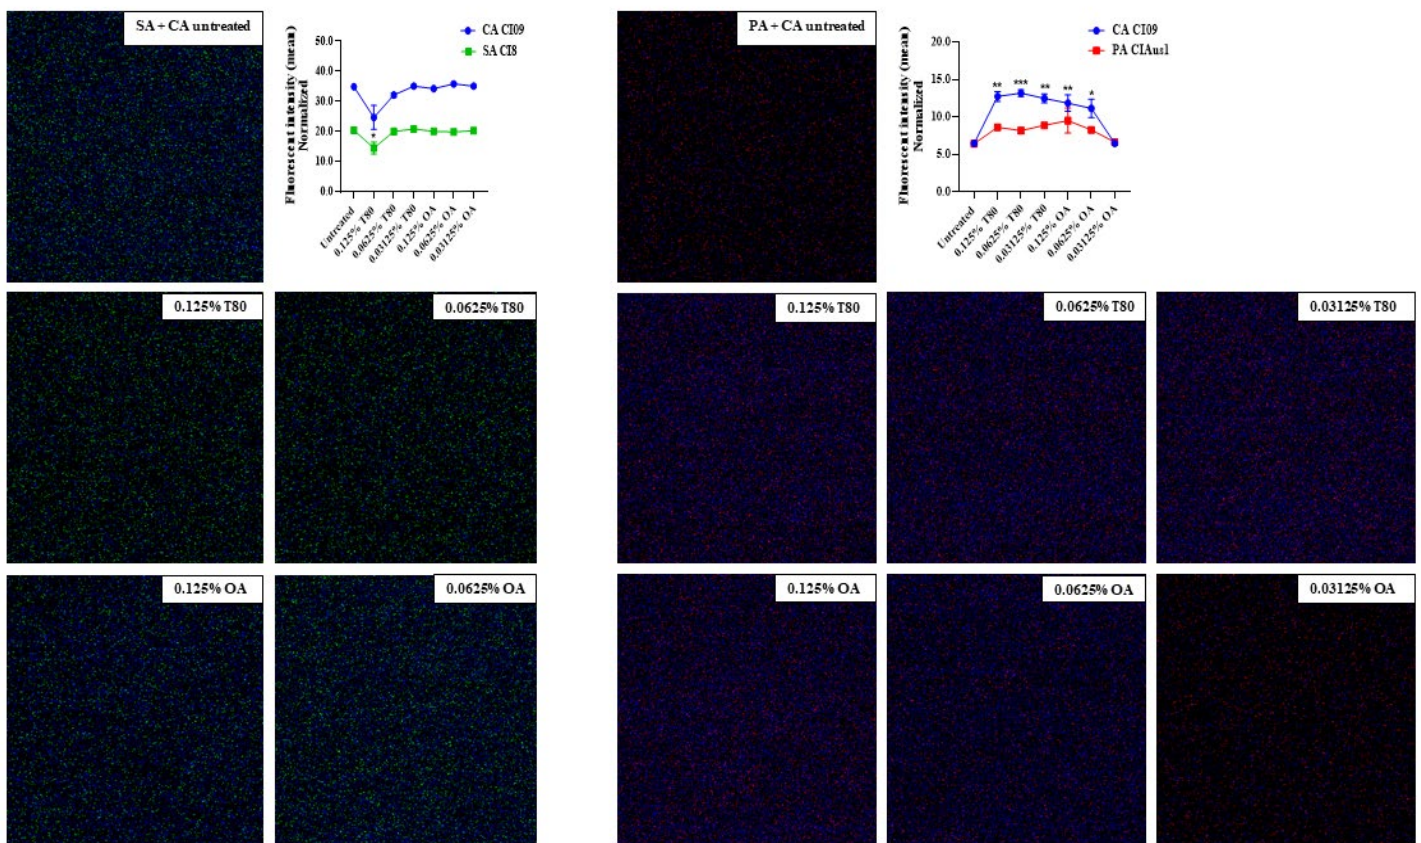 SA + CA untreated
Fluorescent intensity (mean)
Normalized
50.0
40.0
30.0
20.0
10.0
0.0
CA CI09
SA CI8
*
Untreated
0.125% T80
0.0625% T80
0.03125% T80
0.125% OA
0.0625% OA
0.03125% OA
PA + CA untreated
Fluorescent intensity (mean)
Normalized
20.0
15.0
10.0
5.0
0.0
CA CI09
PA CIAus1
** *** ** ** *
Untreated
0.125% T80
0.0625% T80
0.03125% T80
0.125% OA
0.0625% OA
0.03125% OA
0.125% T80
0.0625% T80
0.125% T80
0.0625% T80
0.03125% T80
0.125% OA
0.0625% OA
0.125% OA
0.0625% OA
0.03125% OA